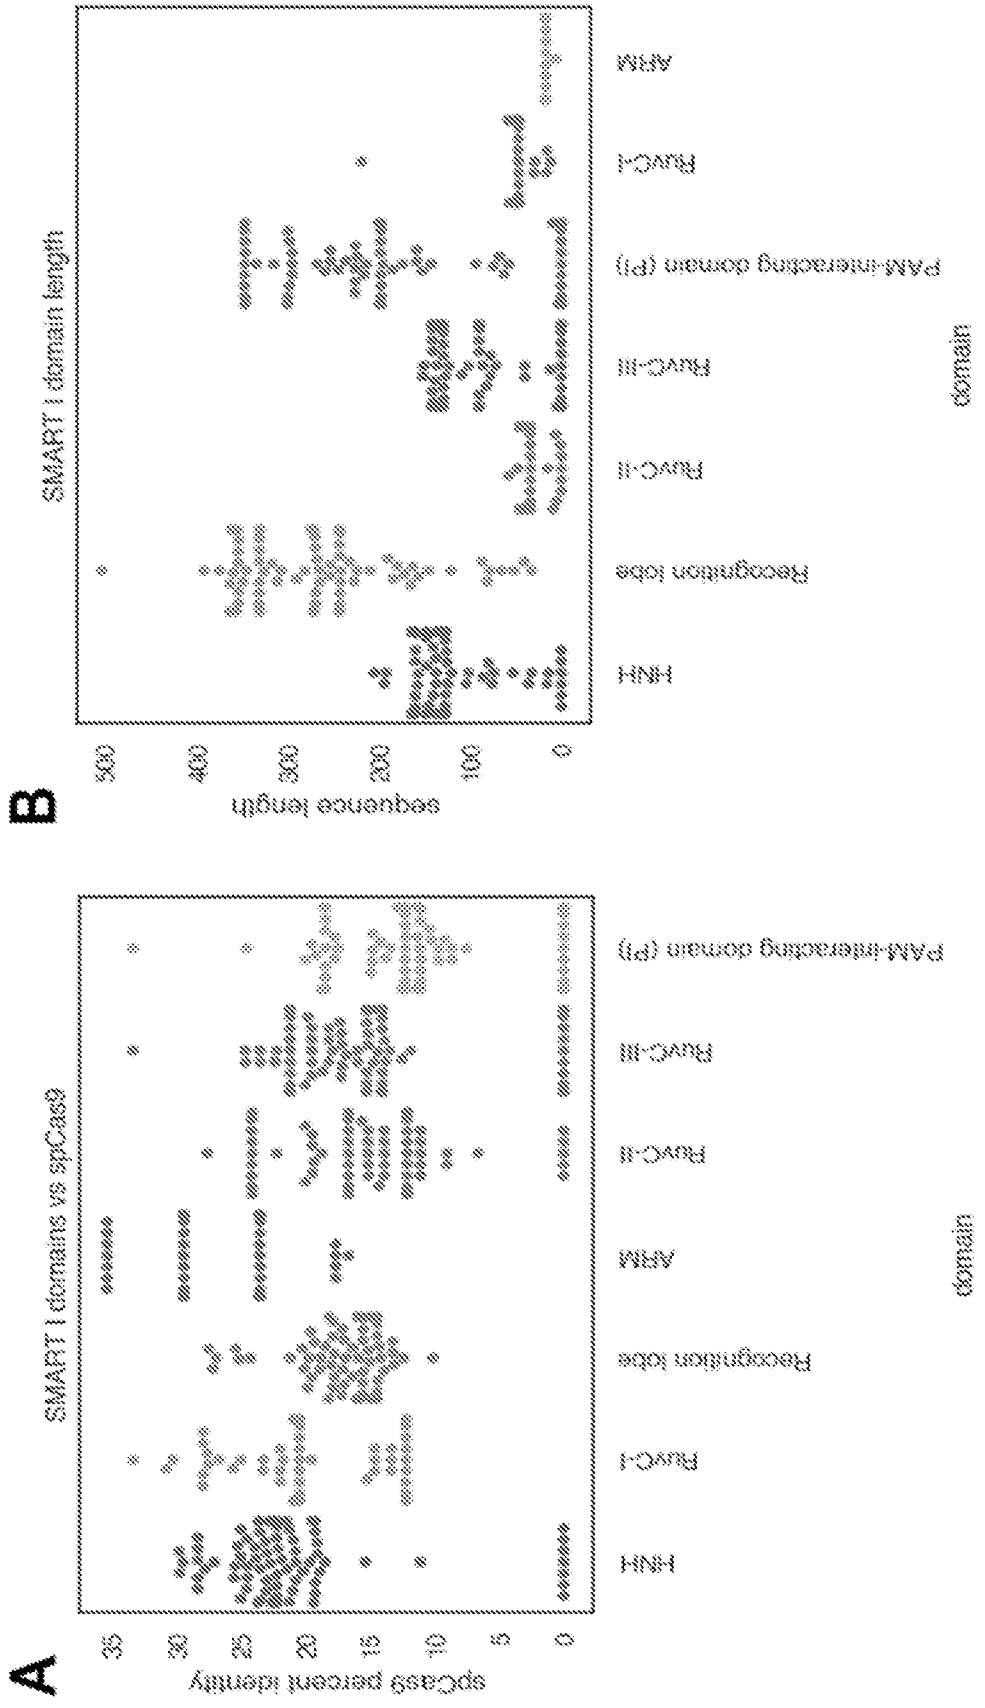 A
SMART I domains vs spCas9
spCas9 percent identity
35
30
25
20
15
10
5
0
HNH
RuvC-I
Recognition lobe
ARM
RuvC-II
RuvC-III
PAM-interacting domain (PI)
domain
B
SMART I domain length
sequence length
500
400
300
200
100
0
HNH
Recognition lobe
RuvC-II
RuvC-III
PAM-interacting domain (PI)
RuvC-I
ARM
domain